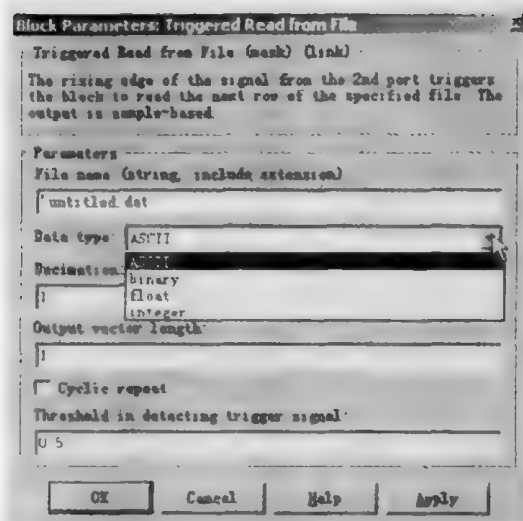 Block Parameters: Triggered Read from File
Triggered Read from File (mask) (link)
The rising edge of the signal from the 2nd port triggers
the block to read the next row of the specified file. The
output is sample-based
Parameters
File name (string, include extension)
'untitled.dat
Data type: ASCII
ASCII
binary
float
integer
Decimation
1
Output vector length:
1
Cyclic repeat
Threshold in detecting trigger signal:
0.5
OK Cancel Help Apply